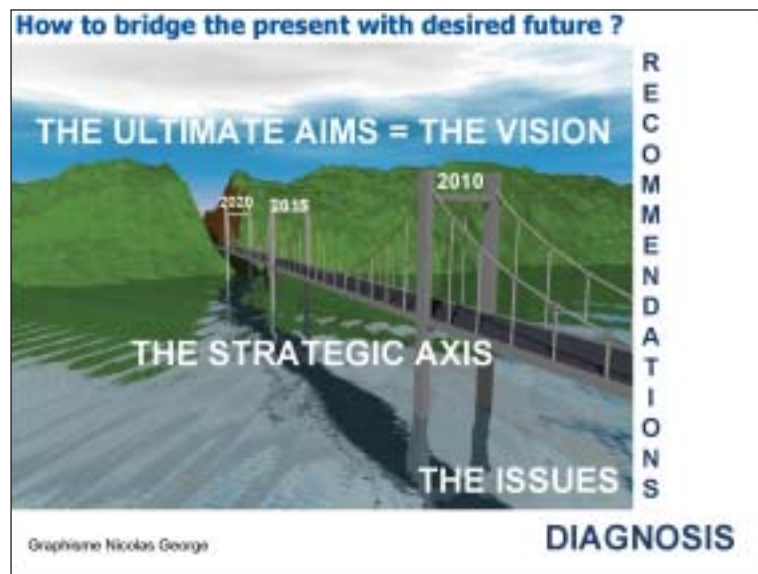 How to bridge the present with desired future ?
THE ULTIMATE AIMS = THE VISION
2020
2015
2010
THE STRATEGIC AXIS
THE ISSUES
RECOMMENDATIONS
DIAGNOSIS
Graphisme Nicolas George